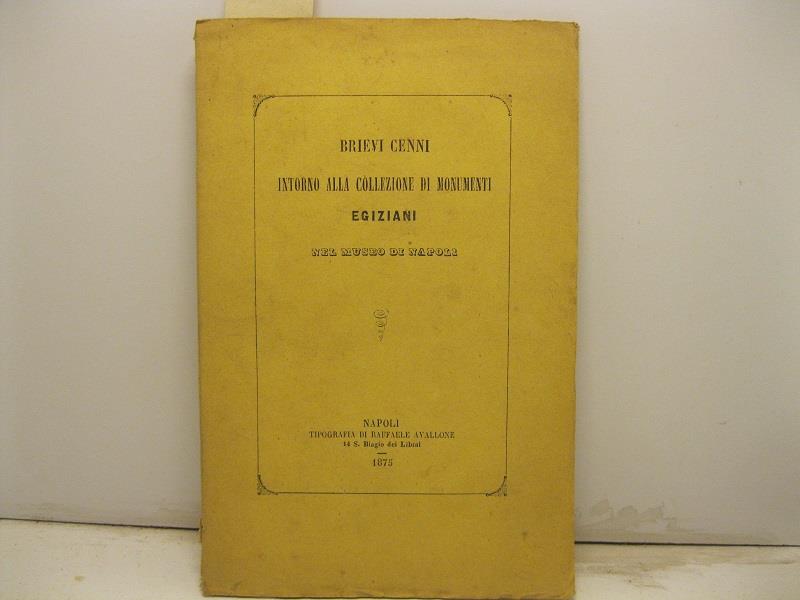 BRIEVI CENNI
INTORNO ALLA COLLEZIONE DI MONUMENTI
EGIZIANI
NEL MUSEO DI NAPOLI
NAPOLI
TIPOGRAFIA DI RAFFAELE AVALLONE
14 S. Biagio dei Librai
1875